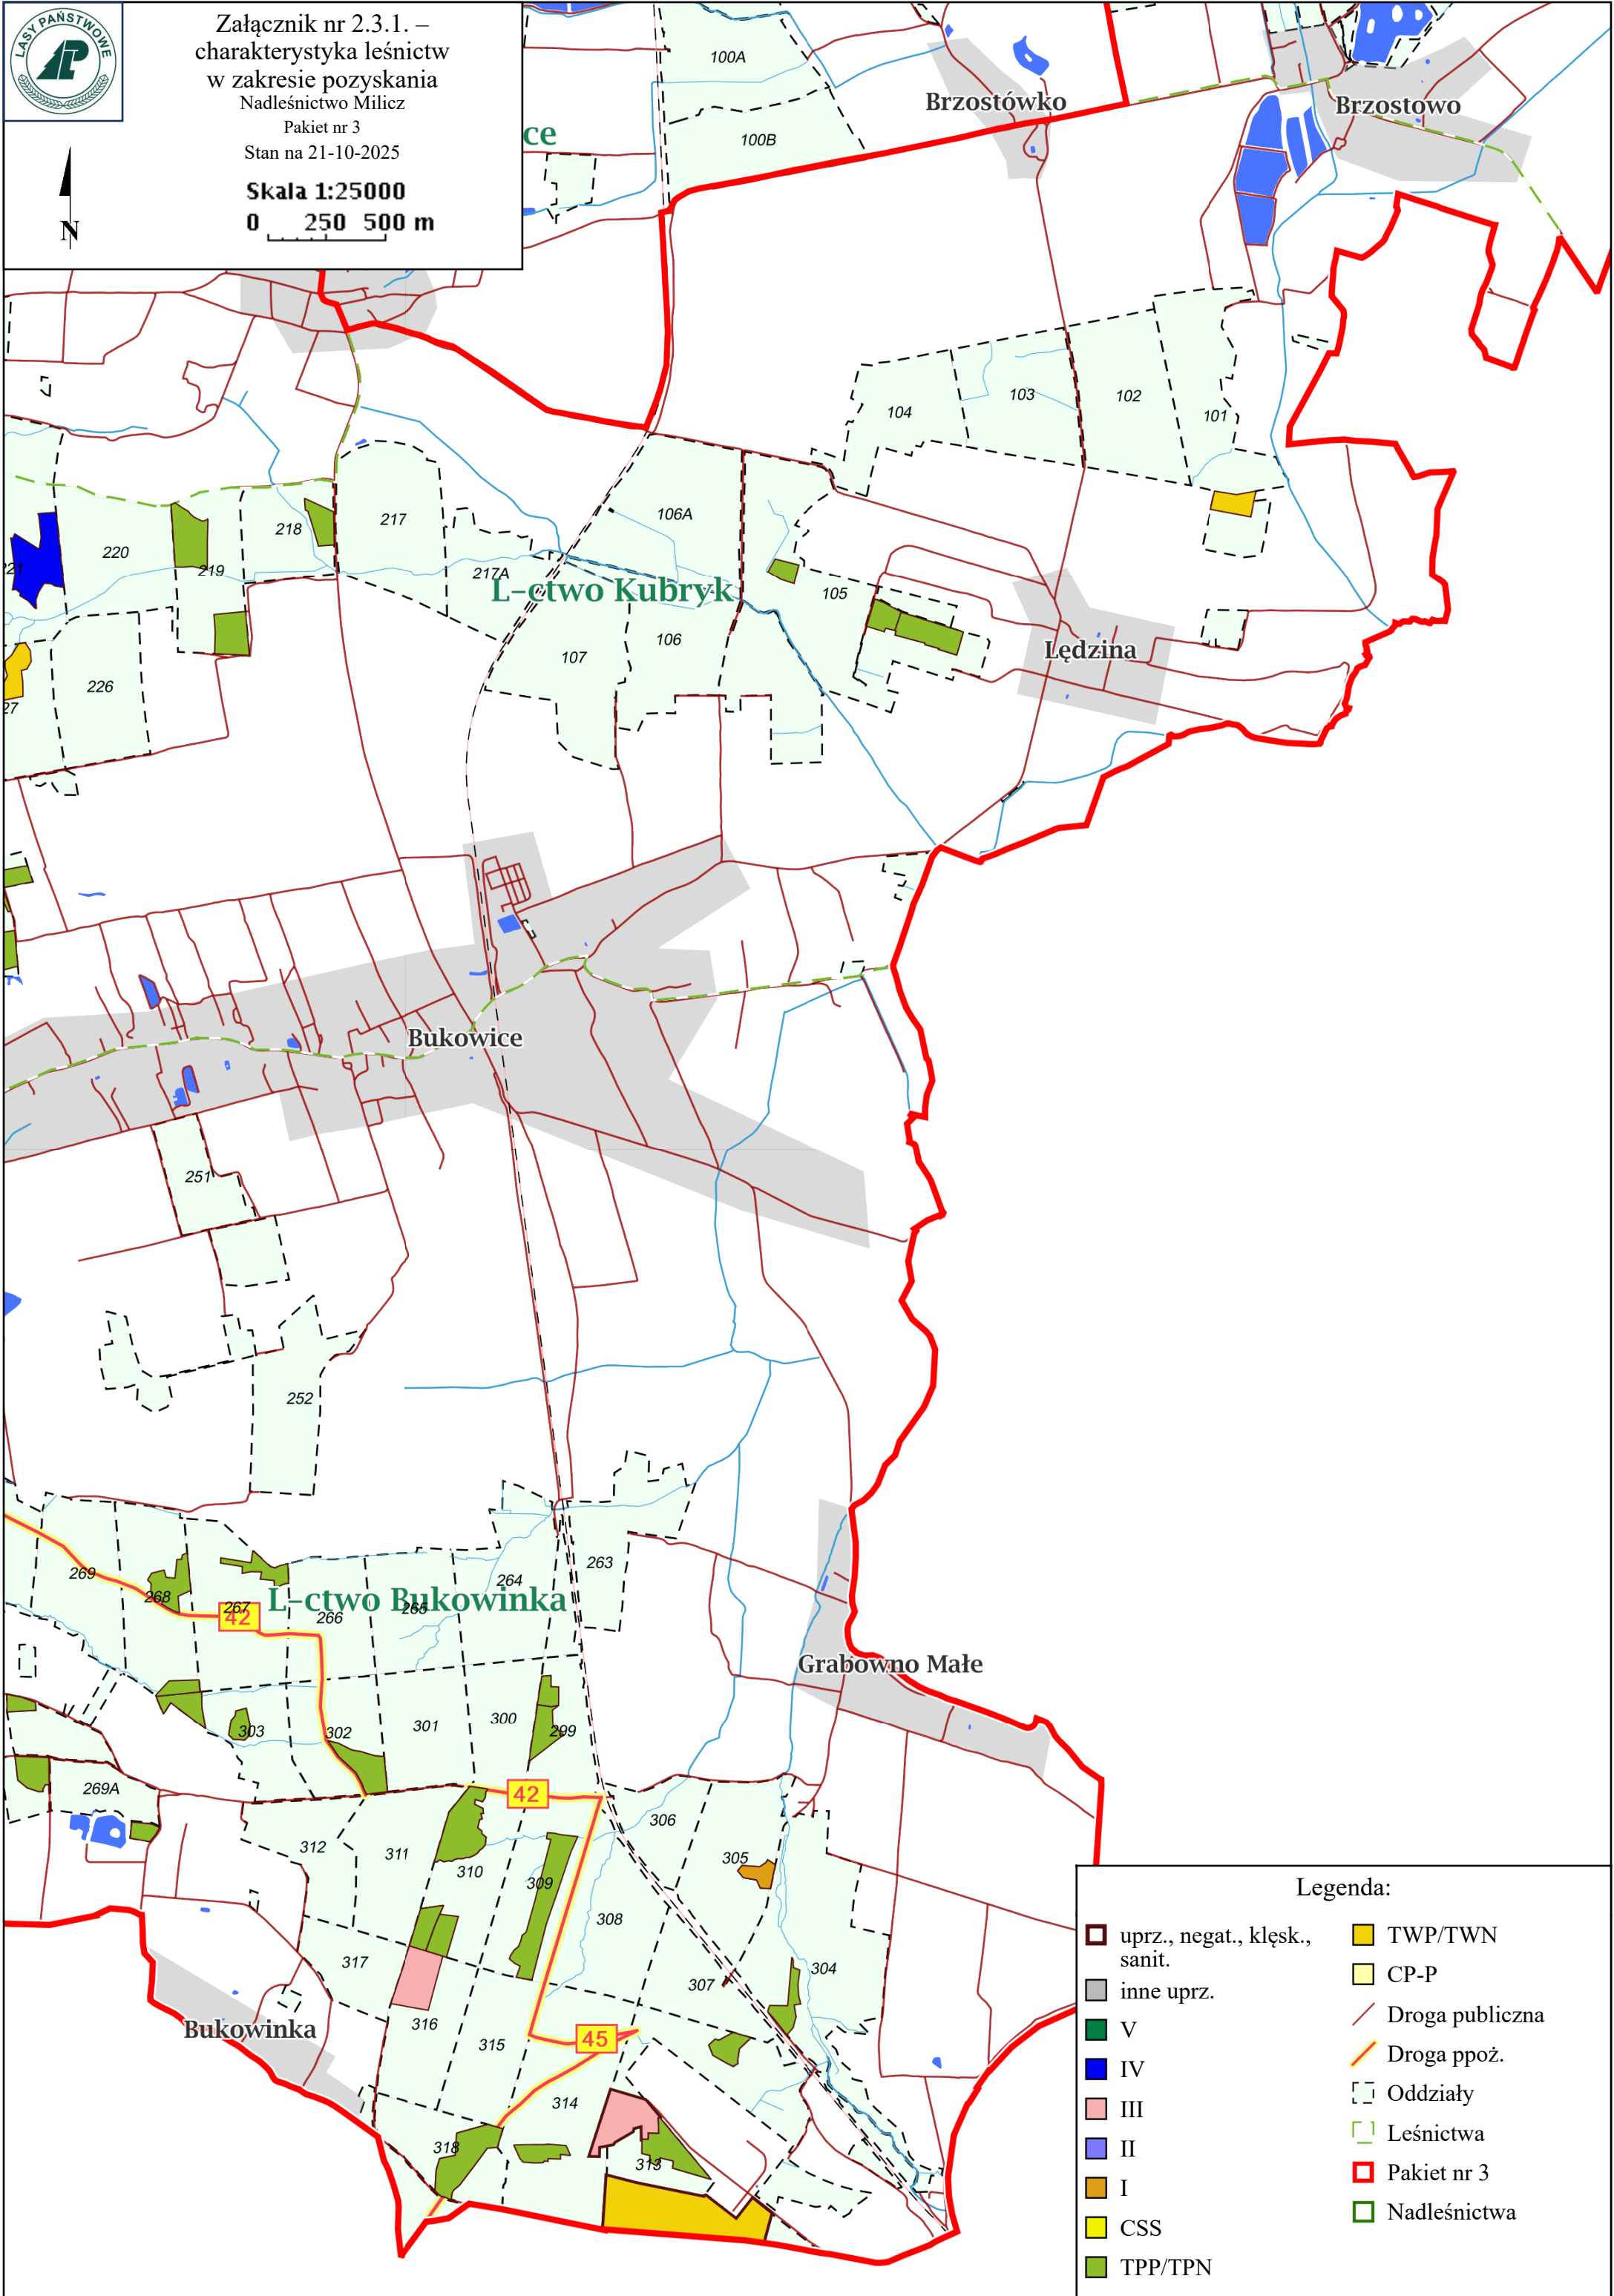 LASY PAŃSTWOWE
Załącznik nr 2.3.1. –
charakterystyka leśnictw
w zakresie pozyskania
Nadleśnictwo Milicz
Pakiet nr 3
Stan na 21-10-2025
Skala 1:25000
0 250 500 m
N
ce
100A
100B
Brzostówko
Brzostowo
104
103
102
101
106A
217
218
220
219
221
217A
L-ctwo Kubryk
105
106
107
226
27
Lędzina
Bukowice
251
252
263
264
269
268
267
42
L-ctwo Bukowinka
266
265
Grabowno Małe
303
302
301
300
299
269A
42
306
305
312
311
310
309
308
317
307
304
316
315
45
Bukowinka
314
318
313
Legenda:
uprz., negat., klęsk.,
sanit.
inne uprz.
V
IV
III
II
I
CSS
TPP/TPN
TWP/TWN
CP-P
Droga publiczna
Droga ppoż.
Oddziały
Leśnictwa
Pakiet nr 3
Nadleśnictwa